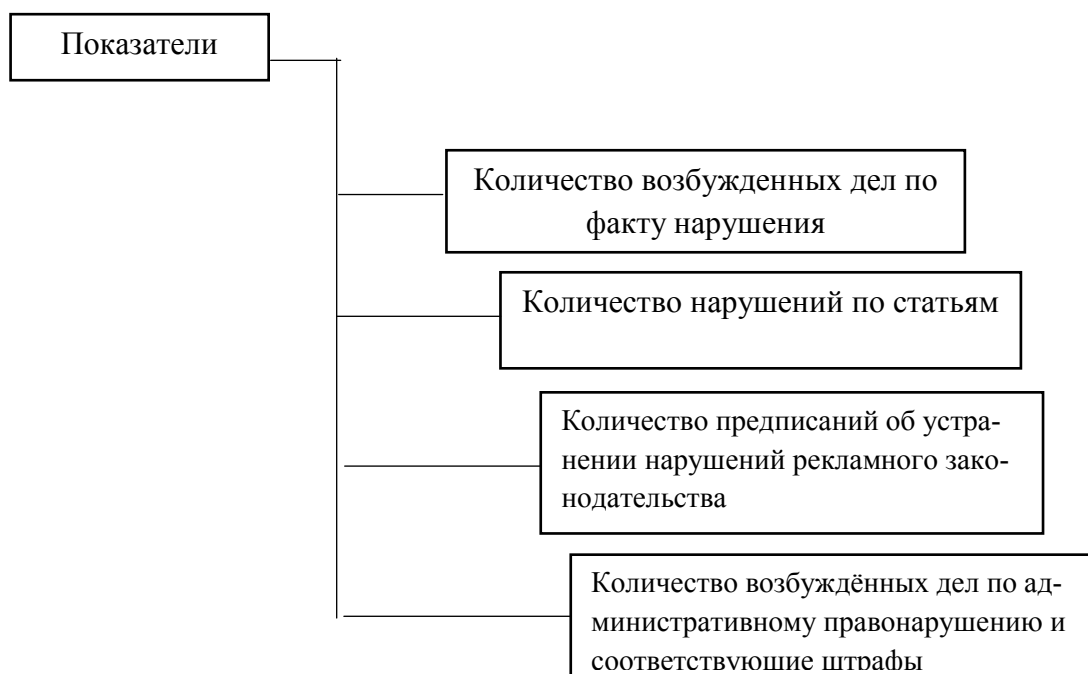 Показатели
Количество возбужденных дел по
факту нарушения
Количество нарушений по статьям
Количество предписаний об устра-
нении нарушений рекламного зако-
нодательства
Количество возбуждённых дел по ад-
министративному правонарушению и
соответствующие штрафы